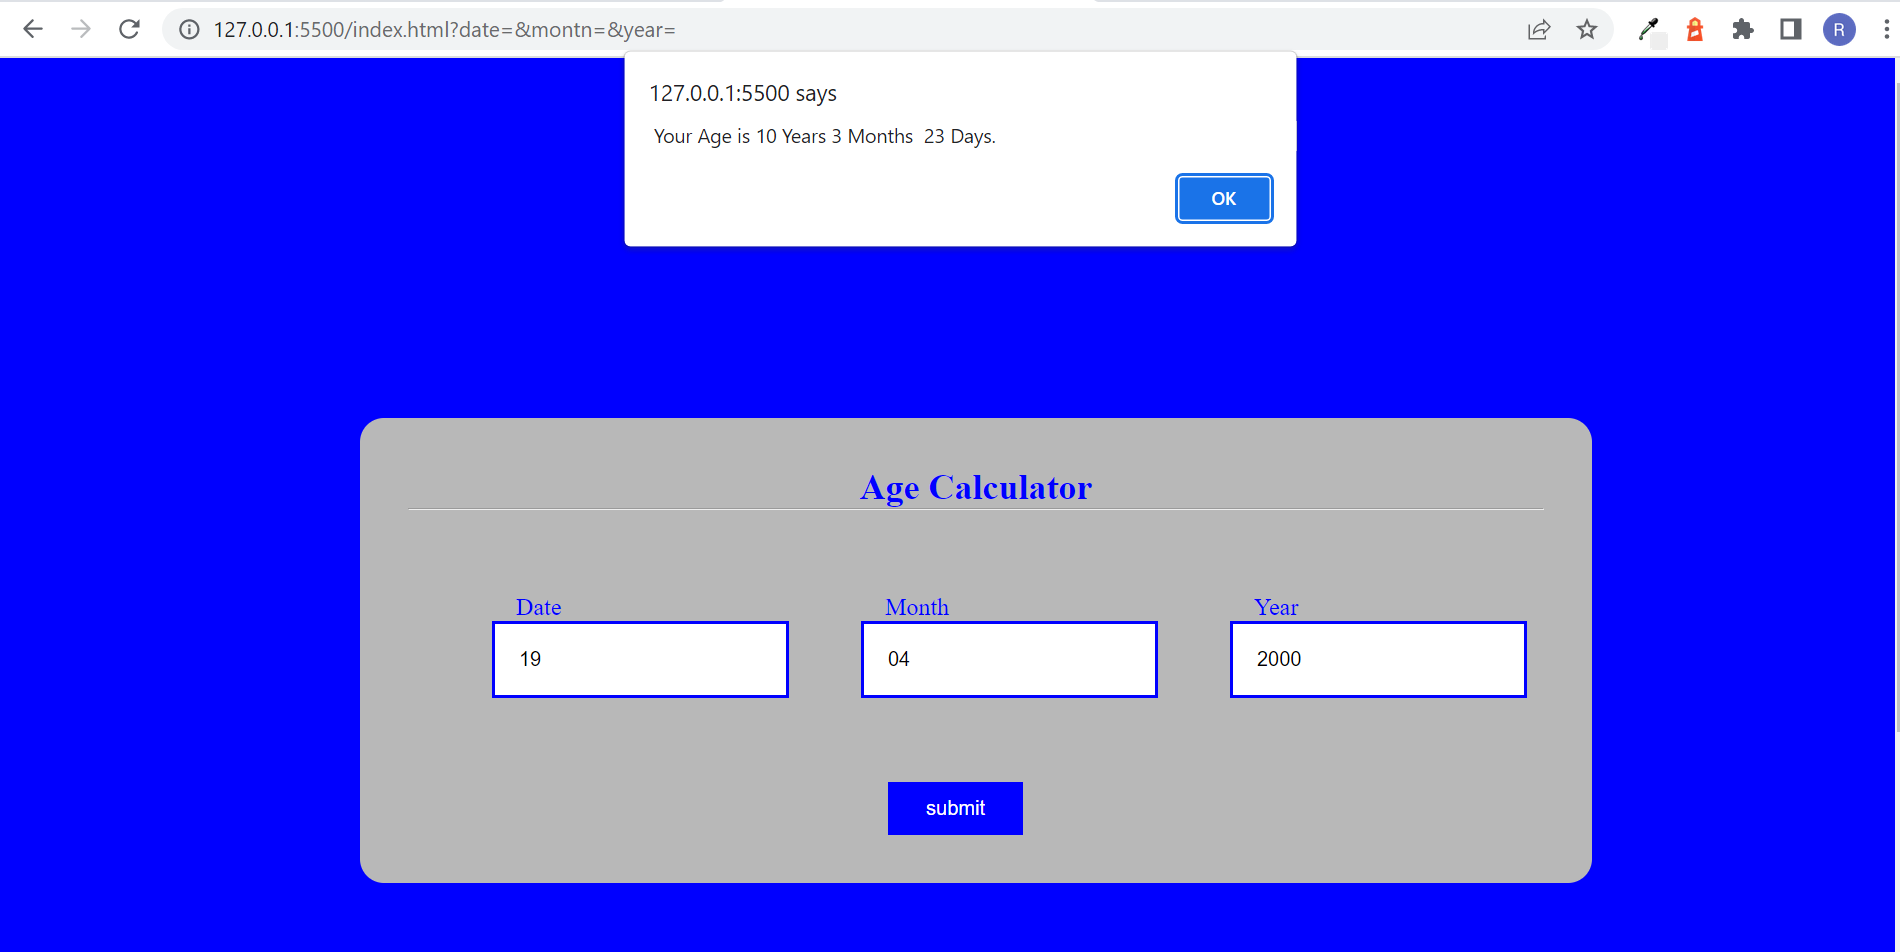 127.0.0.1:5500/index.html?date=&montn=&year=
R
127.0.0.1:5500 says
Your Age is 10 Years 3 Months  23 Days.
OK
Age Calculator
Date
Month
Year
19
04
2000
submit